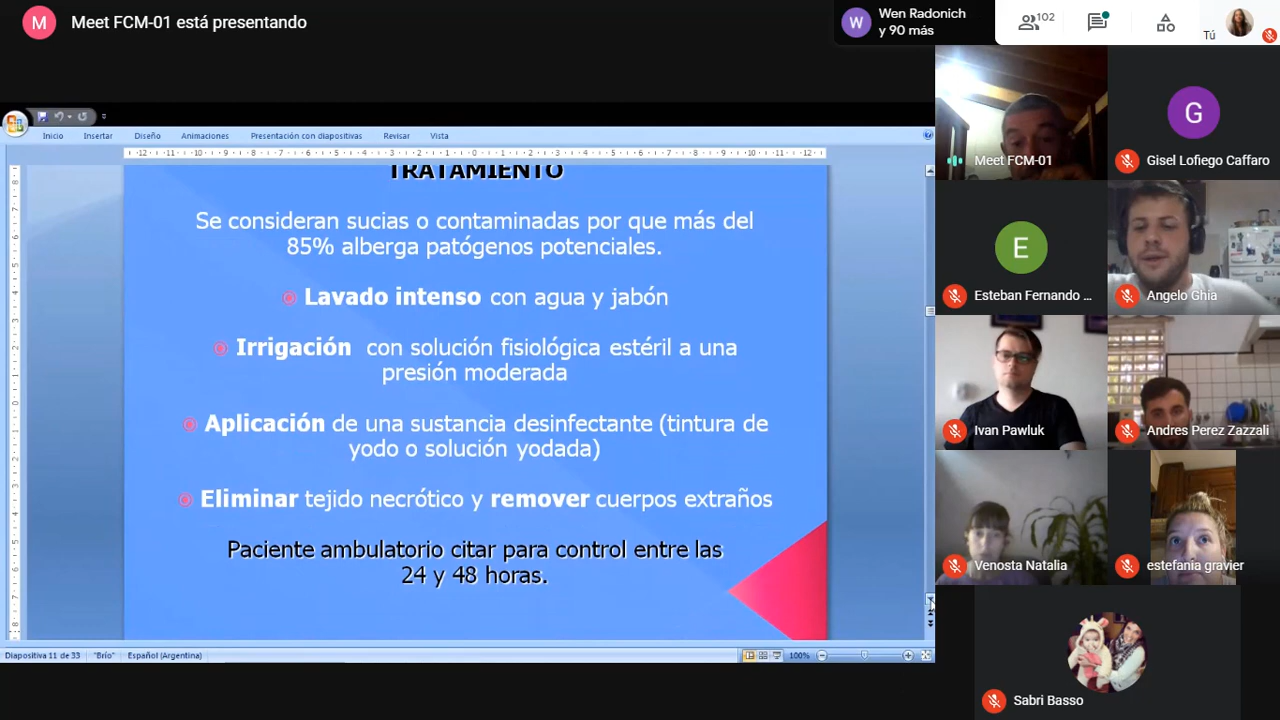 M
Meet FCM-01 está presentando
W
Wen Radonich
y 90 más
102
Tú
Inicio Insertar Diseño Animaciones Presentación con diapositivas Revisar Vista
TRATAMIENTO
Se consideran sucias o contaminadas por que más del
85% alberga patógenos potenciales.
Lavado intenso con agua y jabón
Irrigación con solución fisiológica estéril a una
presión moderada
Aplicación de una sustancia desinfectante (tintura de
yodo o solución yodada)
Eliminar tejido necrótico y remover cuerpos extraños
Paciente ambulatorio citar para control entre las
24 y 48 horas.
Diapositiva 11 de 33 "Brío" Español (Argentina) 100%
Meet FCM-01
G
Gisel Lofiego Caffaro
E
Esteban Fernando ...
Angelo Ghia
Ivan Pawluk
Andres Perez Zazzali
Venosta Natalia
estefania gravier
Sabri Basso